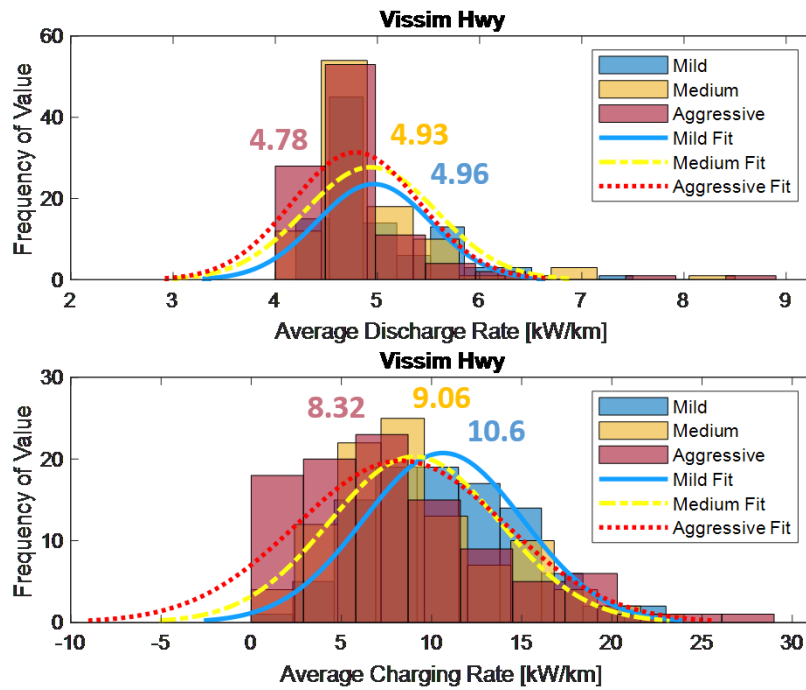 Vissim Hwy
60
40
20
0
Frequency of Value
4.78
4.93
4.96
Mild
Medium
Aggressive
Mild Fit
Medium Fit
Aggressive Fit
2 3 4 5 6 7 8 9
Average Discharge Rate [kW/km]
Vissim Hwy
30
20
10
0
Frequency of Value
8.32
9.06
10.6
Mild
Medium
Aggressive
Mild Fit
Medium Fit
Aggressive Fit
-10 -5 0 5 10 15 20 25 30
Average Charging Rate [kW/km]